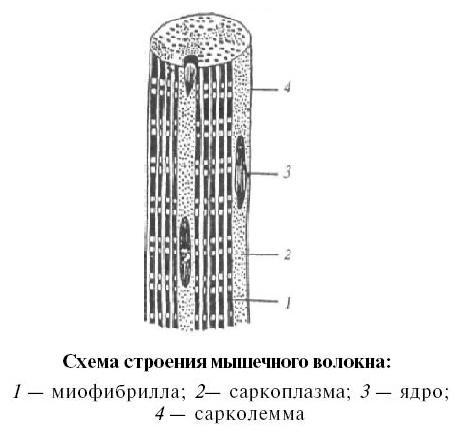 4
3
2
1
Схема строения мышечного волокна:
1 — миофибрилла; 2— саркоплазма; 3 — ядро;
4 — сарколемма